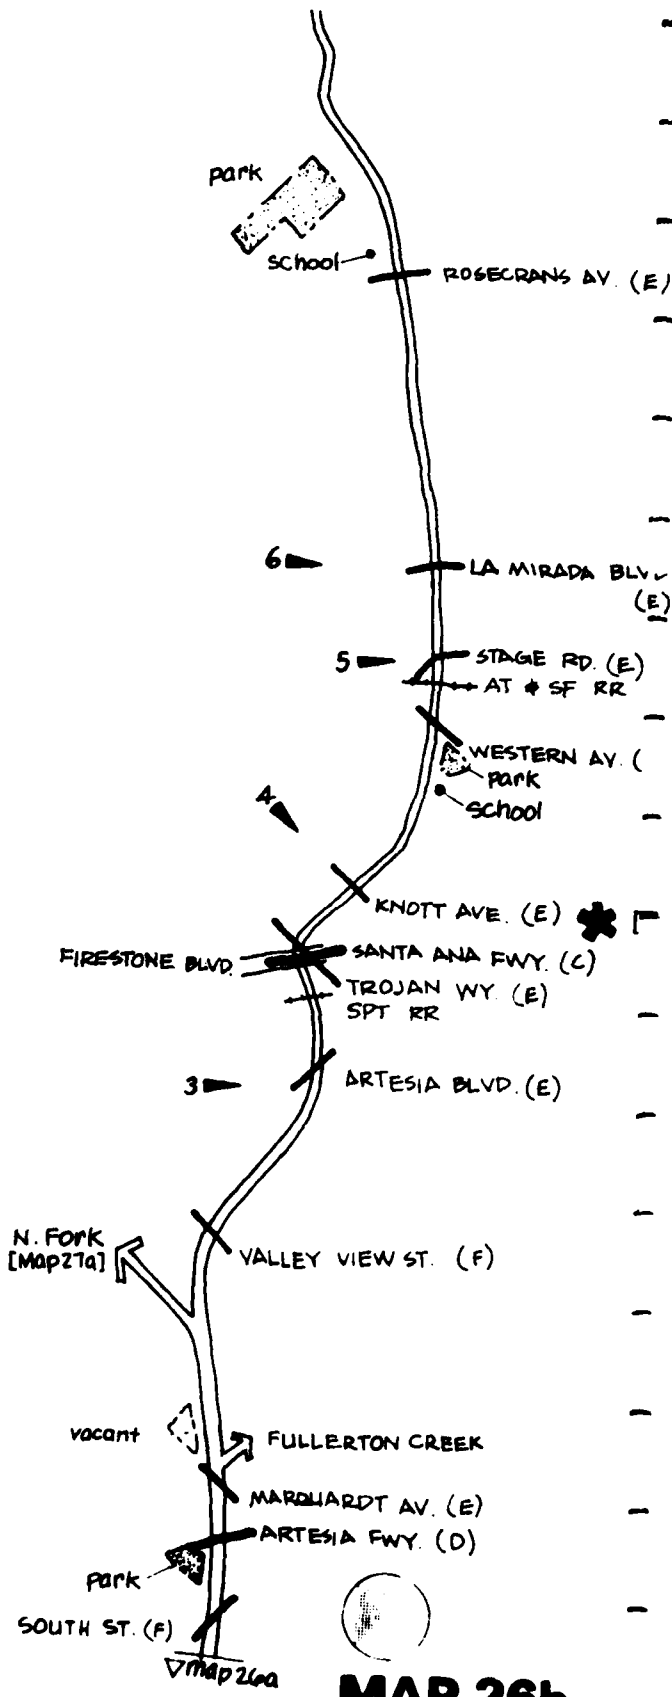 park
school
ROSECRANS AV. (E)
6
LA MIRADA BLV
(E)
5
STAGE RD. (E)
AT & SF RR
WESTERN AV. (
park
school
4
KNOTT AVE. (E) *
FIRESTONE BLVD.
SANTA ANA FWY. (C)
TROJAN WY. (E)
SPT RR
3
ARTESIA BLVD. (E)
N. Fork
[Map27a]
VALLEY VIEW ST. (F)
vacant
FULLERTON CREEK
MARQUARDT AV. (E)
ARTESIA FWY. (D)
park
SOUTH ST. (F)
map 26a
MAP 26b